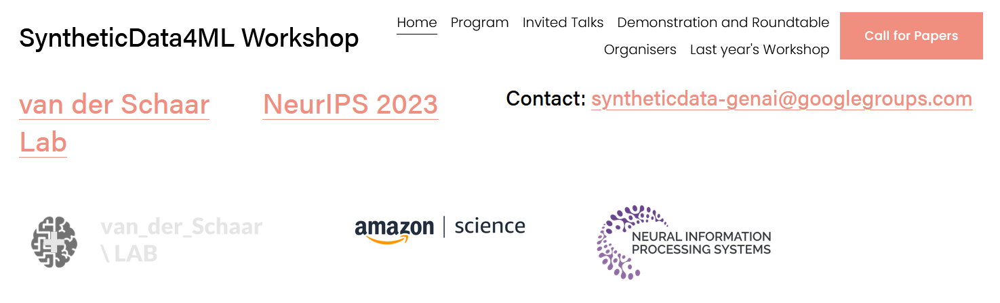 SyntheticData4ML Workshop
Home Program Invited Talks Demonstration and Roundtable
Organisers Last year's Workshop
Call for Papers
van der Schaar
Lab
NeurIPS 2023
Contact: syntheticdata-genai@googlegroups.com
van_der_Schaar
\ LAB
amazon | science
NEURAL INFORMATION
PROCESSING SYSTEMS